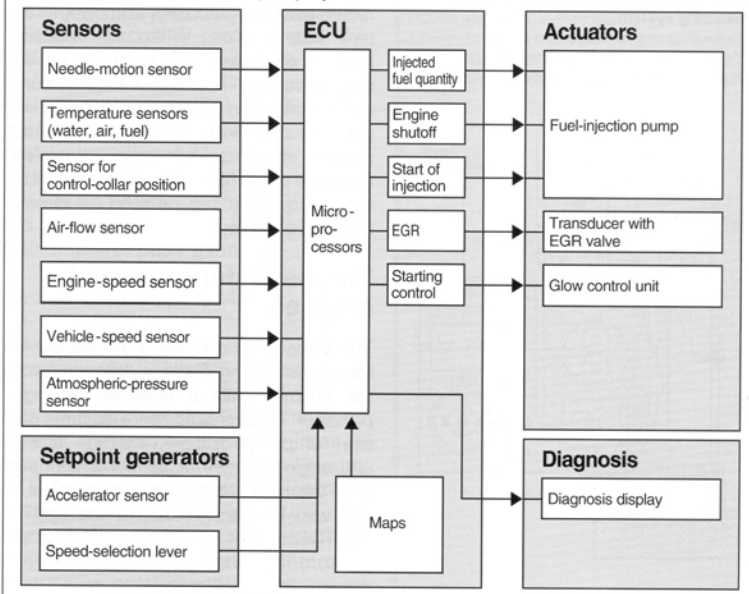 Sensors
Needle-motion sensor
Temperature sensors
(water, air, fuel)
Sensor for
control-collar position
Air-flow sensor
Engine-speed sensor
Vehicle-speed sensor
Atmospheric-pressure
sensor
Setpoint generators
Accelerator sensor
Speed-selection lever
ECU
Micro-
pro-
cessors
Injected
fuel quantity
Engine
shutoff
Start of
injection
EGR
Starting
control
Maps
Actuators
Fuel-injection pump
Transducer with
EGR valve
Glow control unit
Diagnosis
Diagnosis display